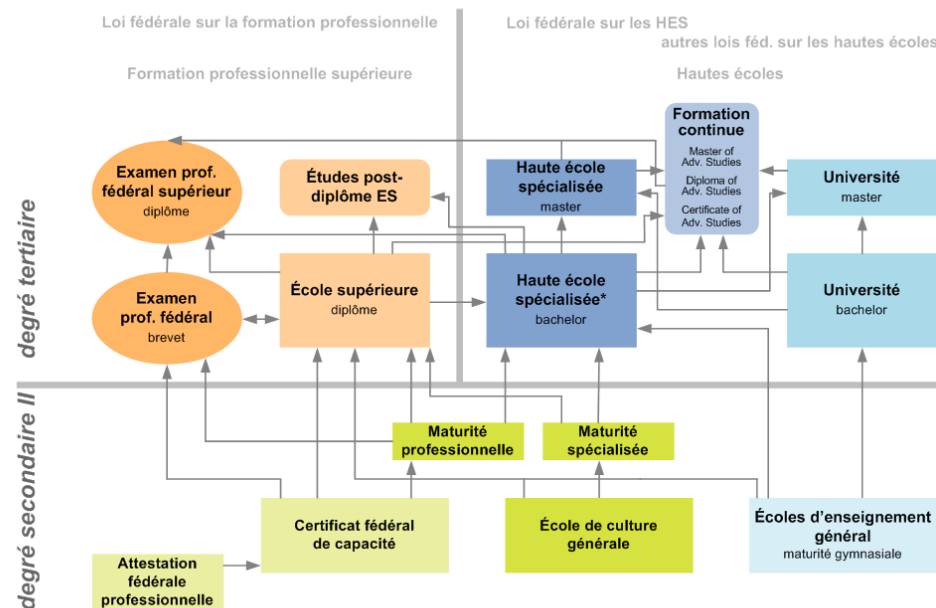 Loi fédérale sur la formation professionnelle
Loi fédérale sur les HES
autres lois féd. sur les hautes écoles
Formation professionnelle supérieure
Hautes écoles
degré tertiaire
Examen prof.
fédéral supérieur
diplôme
Études post-
diplôme ES
Haute école
spécialisée
master
Formation
continue
Master of
Adv. Studies
Diploma of
Adv. Studies
Certificate of
Adv. Studies
Université
master
Examen
prof. fédéral
brevet
École supérieure
diplôme
Haute école
spécialisée*
bachelor
Université
bachelor
degré secondaire II
Maturité
professionnelle
Maturité
spécialisée
Certificat fédéral
de capacité
École de culture
générale
Écoles d'enseignement
général
maturité gymnasiale
Attestation
fédérale
professionnelle